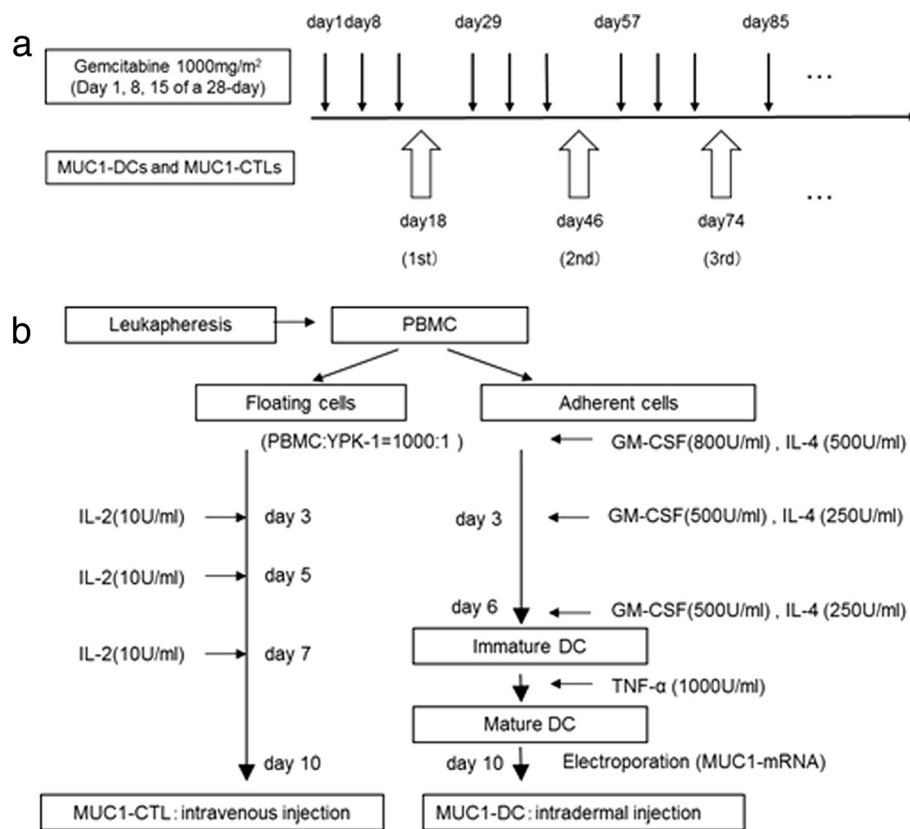 a
day1 day8 day29 day57 day85
Gemcitabine 1000mg/m²
(Day 1, 8, 15 of a 28-day)
...
MUC1-DCs and MUC1-CTLs
...
day18 day46 day74
(1st) (2nd) (3rd)
b
Leukapheresis PBMC
Floating cells Adherent cells
(PBMC:YPK-1=1000:1 ) GM-CSF(800U/ml) , IL-4 (500U/ml)
IL-2(10U/ml) day 3 day 3 GM-CSF(500U/ml) , IL-4 (250U/ml)
IL-2(10U/ml) day 5
day 6 GM-CSF(500U/ml) , IL-4 (250U/ml)
IL-2(10U/ml) day 7 Immature DC
TNF-α (1000U/ml)
Mature DC
day 10 day 10 Electroporation (MUC1-mRNA)
MUC1-CTL : intravenous injection MUC1-DC : intradermal injection